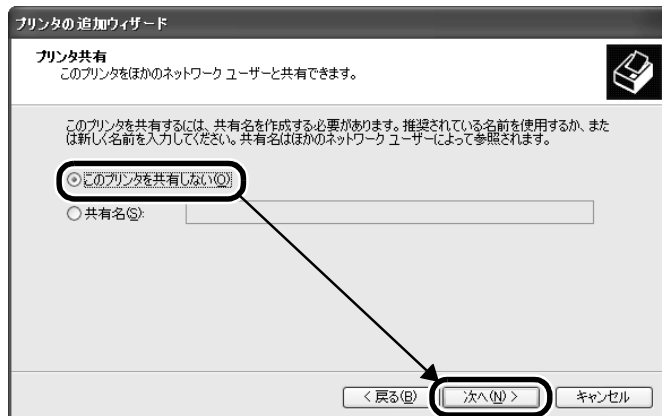 プリンタの追加ウィザード
プリンタ共有
このプリンタをほかのネットワーク ユーザーと共有できます。
このプリンタを共有するには、共有名を作成する必要があります。推奨されている名前を使用するか、また
は新しく名前を入力してください。共有名はほかのネットワーク ユーザーによって参照されます。
このプリンタを共有しない(O)
共有名(S):
< 戻る(B)
次へ(N) >
キャンセル